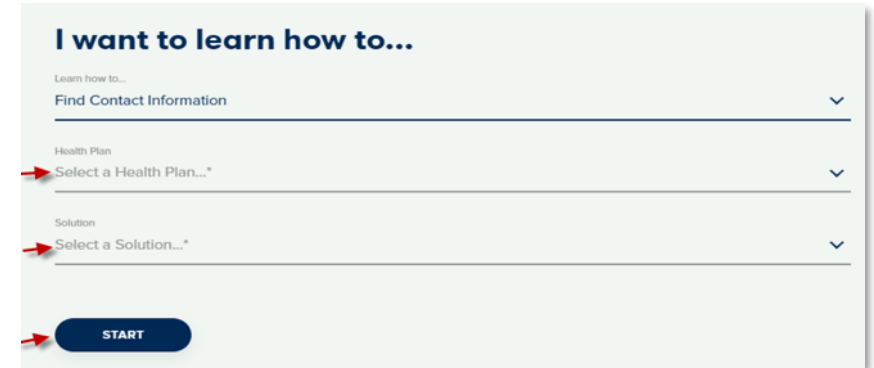 I want to learn how to...
Learn how to...
Find Contact Information
Health Plan
Select a Health Plan...*
Solution
Select a Solution...*
START